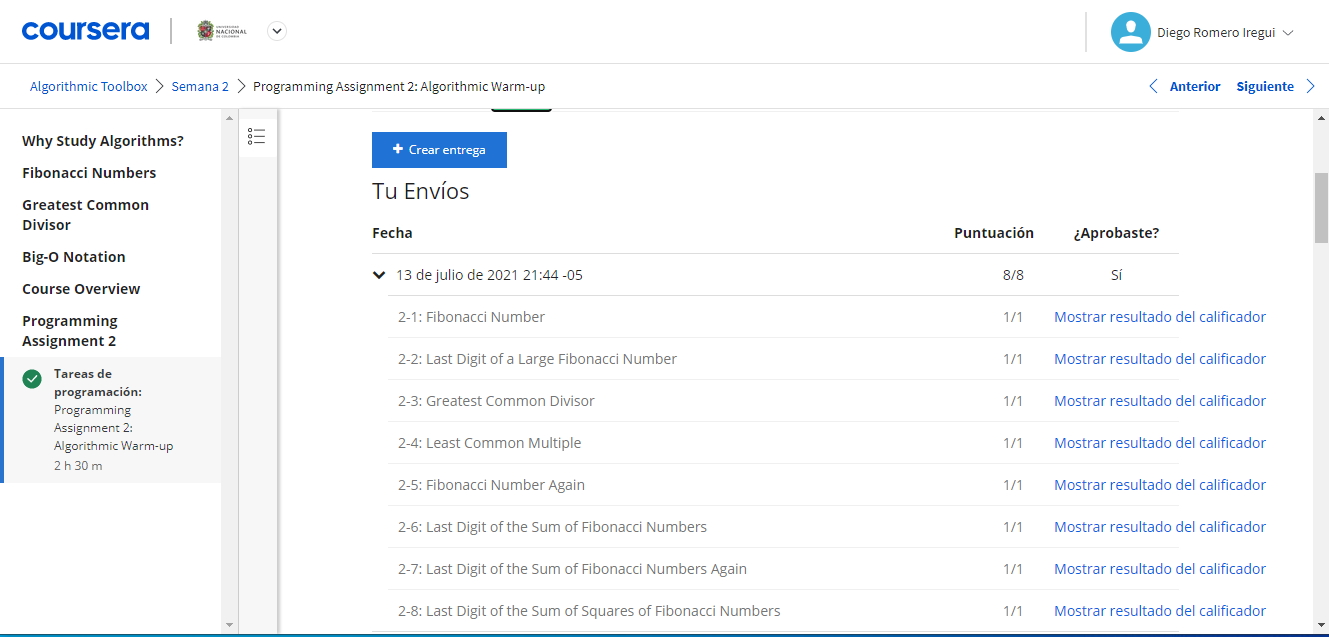 coursera
UNIVERSIDAD
NACIONAL
DE COLOMBIA
Diego Romero Iregui
Algorithmic Toolbox > Semana 2 > Programming Assignment 2: Algorithmic Warm-up
Anterior Siguiente
Why Study Algorithms?
Fibonacci Numbers
Greatest Common
Divisor
Big-O Notation
Course Overview
Programming
Assignment 2
Tareas de
programación:
Programming
Assignment 2:
Algorithmic Warm-up
2 h 30 m
+ Crear entrega
Tu Envíos
Fecha Puntuación ¿Aprobaste?
13 de julio de 2021 21:44 -05 8/8 Sí
2-1: Fibonacci Number 1/1 Mostrar resultado del calificador
2-2: Last Digit of a Large Fibonacci Number 1/1 Mostrar resultado del calificador
2-3: Greatest Common Divisor 1/1 Mostrar resultado del calificador
2-4: Least Common Multiple 1/1 Mostrar resultado del calificador
2-5: Fibonacci Number Again 1/1 Mostrar resultado del calificador
2-6: Last Digit of the Sum of Fibonacci Numbers 1/1 Mostrar resultado del calificador
2-7: Last Digit of the Sum of Fibonacci Numbers Again 1/1 Mostrar resultado del calificador
2-8: Last Digit of the Sum of Squares of Fibonacci Numbers 1/1 Mostrar resultado del calificador